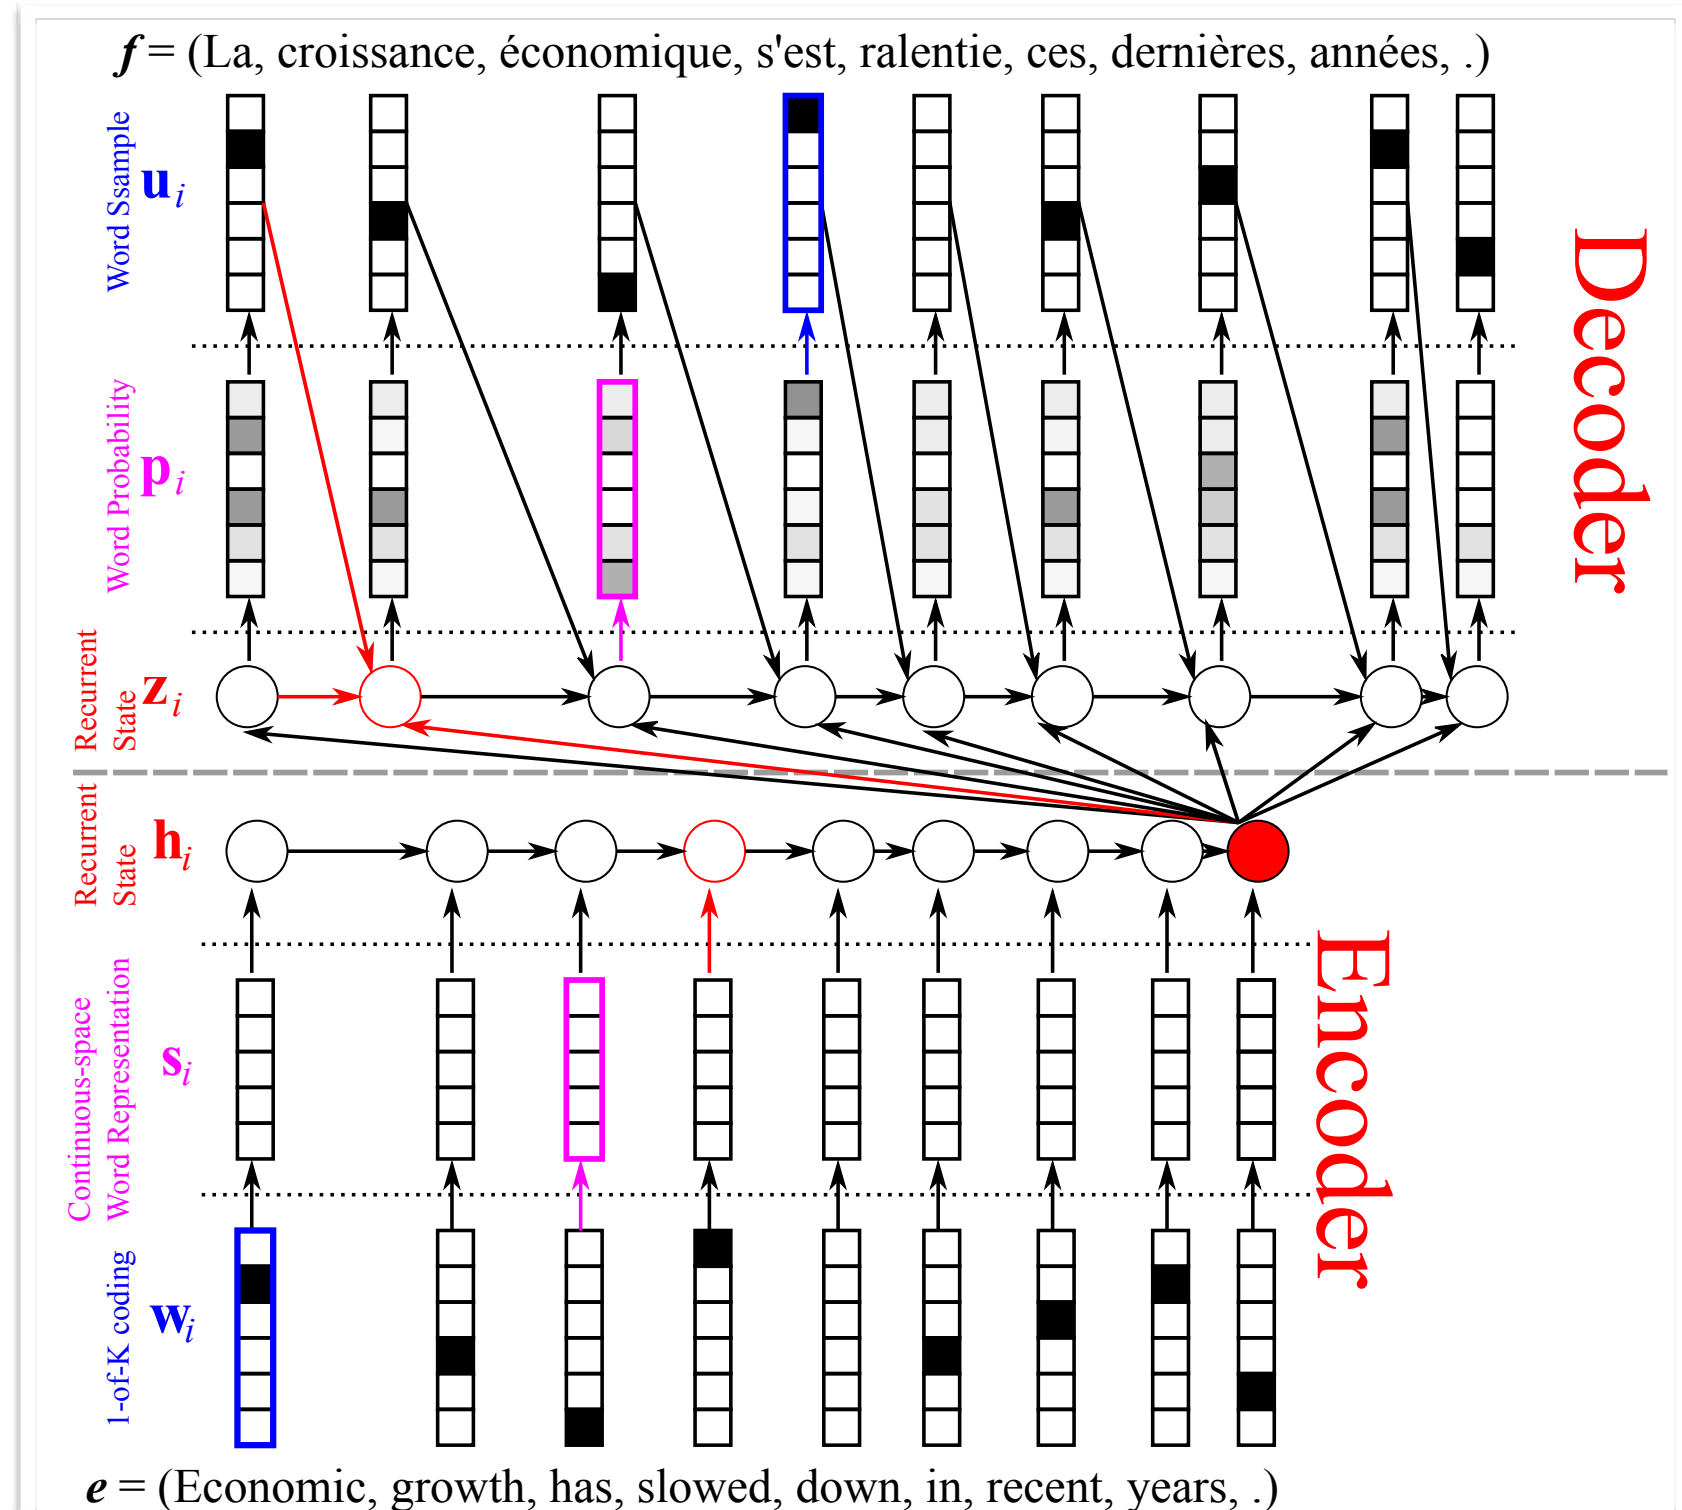 f = (La, croissance, économique, s'est, ralentie, ces, dernières, années, .)
Word Ssample
u_i
Decoder
Word Probability
p_i
Recurrent
State
z_i
Recurrent
State
h_i
Encoder
Continuous-space
Word Representation
s_i
1-of-K coding
w_i
e = (Economic, growth, has, slowed, down, in, recent, years, .)